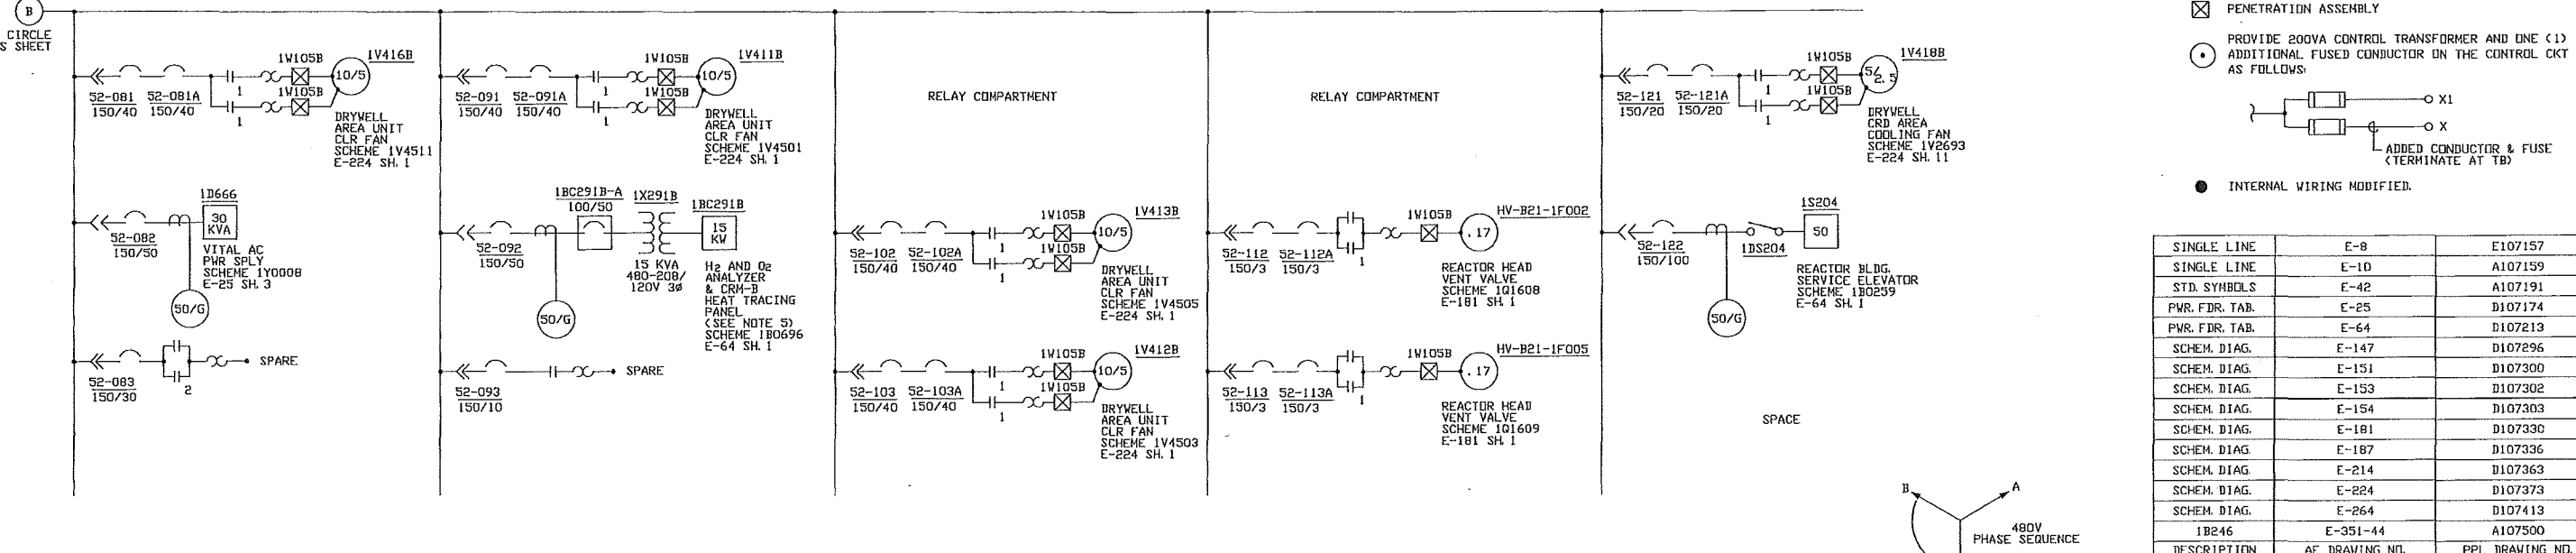 B
CIRCLE
S SHEET
1W105B
1V416B
10/5
1W105B
52-081
150/40
52-081A
150/40
1
1
DRYWELL
AREA UNIT
CLR FAN
SCHEME 1V4511
E-224 SH. 1
1D666
30
KVA
52-082
150/50
VITAL AC
PWR SPLY
SCHEME 1Y0008
E-25 SH. 3
50/G
52-083
150/30
2
SPARE
1W105B
1V411B
10/5
1W105B
52-091
150/40
52-091A
150/40
1
1
DRYWELL
AREA UNIT
CLR FAN
SCHEME 1V4501
E-224 SH. 1
1BC291B-A
100/50
1X291B
1BC291B
15
KW
52-092
150/50
15 KVA
480-208/
120V 3Ø
H2 AND O2
ANALYZER
& CRM-B
HEAT TRACING
PANEL
(SEE NOTE 5)
SCHEME 1B0696
E-64 SH. 1
50/G
52-093
150/10
SPARE
RELAY COMPARTMENT
1W105B
1V413B
10/5
1W105B
52-102
150/40
52-102A
150/40
1
1
DRYWELL
AREA UNIT
CLR FAN
SCHEME 1V4505
E-224 SH. 1
1W105B
1V412B
10/5
1W105B
52-103
150/40
52-103A
150/40
1
1
DRYWELL
AREA UNIT
CLR FAN
SCHEME 1V4503
E-224 SH. 1
RELAY COMPARTMENT
1W105B
HV-B21-1F002
.17
52-112
150/3
52-112A
150/3
1
REACTOR HEAD
VENT VALVE
SCHEME 1Q1608
E-181 SH. 1
1W105B
HV-B21-1F005
.17
52-113
150/3
52-113A
150/3
1
REACTOR HEAD
VENT VALVE
SCHEME 1Q1609
E-181 SH. 1
1W105B
1V418B
5/2.5
1W105B
52-121
150/20
52-121A
150/20
1
1
DRYWELL
CRD AREA
COOLING FAN
SCHEME 1V2693
E-224 SH. 11
1S204
50
52-122
150/100
1DS204
REACTOR BLDG.
SERVICE ELEVATOR
SCHEME 1B0259
E-64 SH. 1
50/G
SPACE
B
A
480V
PHASE SEQUENCE
PENETRATION ASSEMBLY
PROVIDE 200VA CONTROL TRANSFORMER AND ONE (1)
ADDITIONAL FUSED CONDUCTOR ON THE CONTROL CKT
AS FOLLOWS:
X1
X
ADDED CONDUCTOR & FUSE
(TERMINATE AT TB)
INTERNAL WIRING MODIFIED.
SINGLE LINE E-8 E107157
SINGLE LINE E-10 A107159
STD. SYMBOLS E-42 A107191
PWR. FDR. TAB. E-25 D107174
PWR. FDR. TAB. E-64 D107213
SCHEM. DIAG. E-147 D107296
SCHEM. DIAG. E-151 D107300
SCHEM. DIAG. E-153 D107302
SCHEM. DIAG. E-154 D107303
SCHEM. DIAG. E-181 D107330
SCHEM. DIAG. E-187 D107336
SCHEM. DIAG. E-214 D107363
SCHEM. DIAG. E-224 D107373
SCHEM. DIAG. E-264 D107413
1B246 E-351-44 A107500
DESCRIPTION AE DRAWING NO. PPL DRAWING NO.